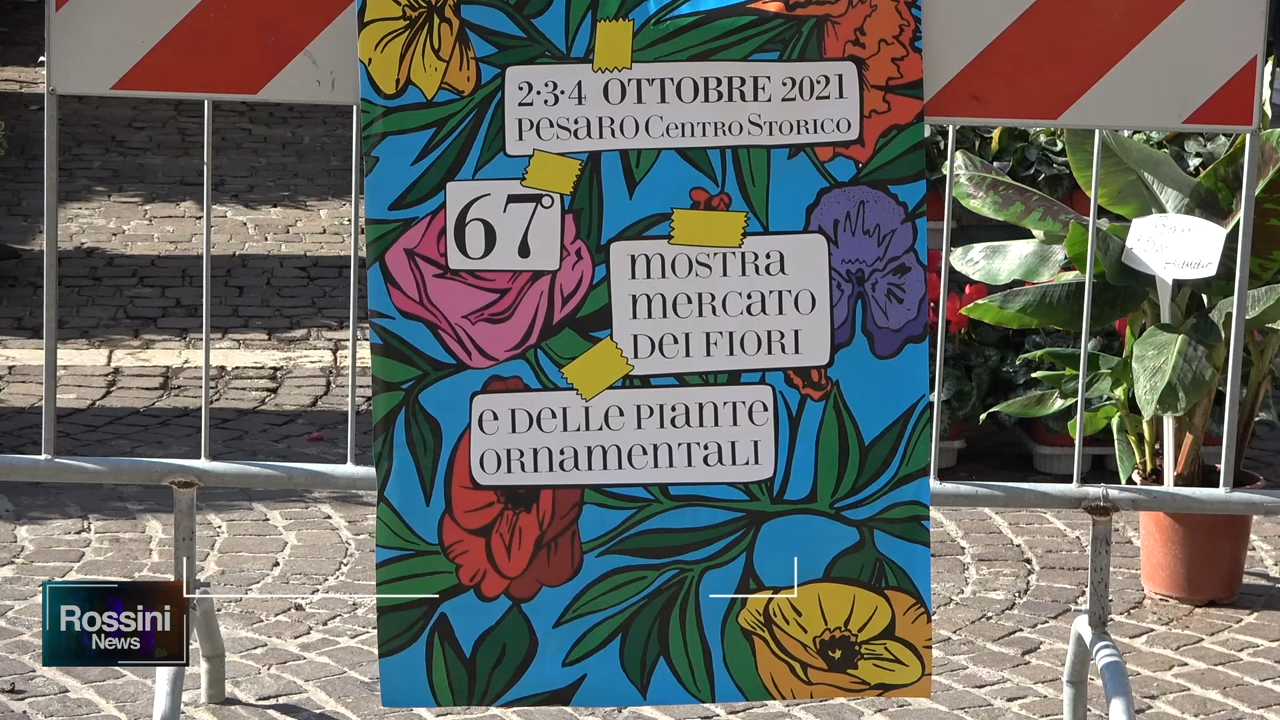 2·3·4 OTTOBRE 2021
PESARO CENTRO STORICO
67°
MOSTRA
MERCATO
DEI FIORI
E DELLE PIANTE
ORNAMENTALI
Rossini
News